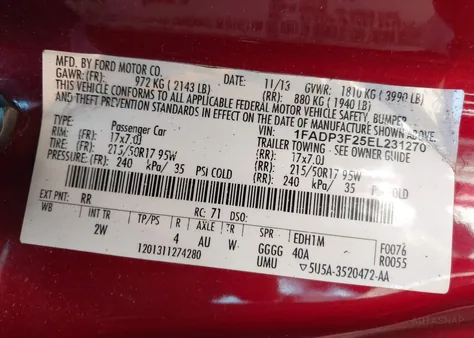 MFD. BY FORD MOTOR CO.
DATE: 11/13 GVWR: 1810 KG ( 3990 LB)
GAWR:(FR): 972 KG ( 2143 LB) (RR): 880 KG ( 1940 LB)
THIS VEHICLE CONFORMS TO ALL APPLICABLE FEDERAL MOTOR VEHICLE SAFETY, BUMPER,
AND THEFT PREVENTION STANDARDS IN EFFECT ON THE DATE OF MANUFACTURE SHOWN ABOVE.
VIN: 1FADP3F25EL231270
TYPE: Passenger Car TRAILER TOWING -- SEE OWNER GUIDE
RIM: 17x7.0J (RR): 17x7.0J
TIRE:(FR): 215/50R17 95W (RR): 215/50R17 95W
PRESSURE:(FR): 240 kPa/ 35 PSI COLD (RR): 240 kPa/ 35 PSI COLD
EXT PNT: RR RC: 71 DSO:
WB INT TR TP/PS R AXLE TR SPR EDH1M F0076
2W 4 AU W GGGG 40A R0055
1201311274280 UMU ▽5U5A-3520472-AA
AUTOSNAP